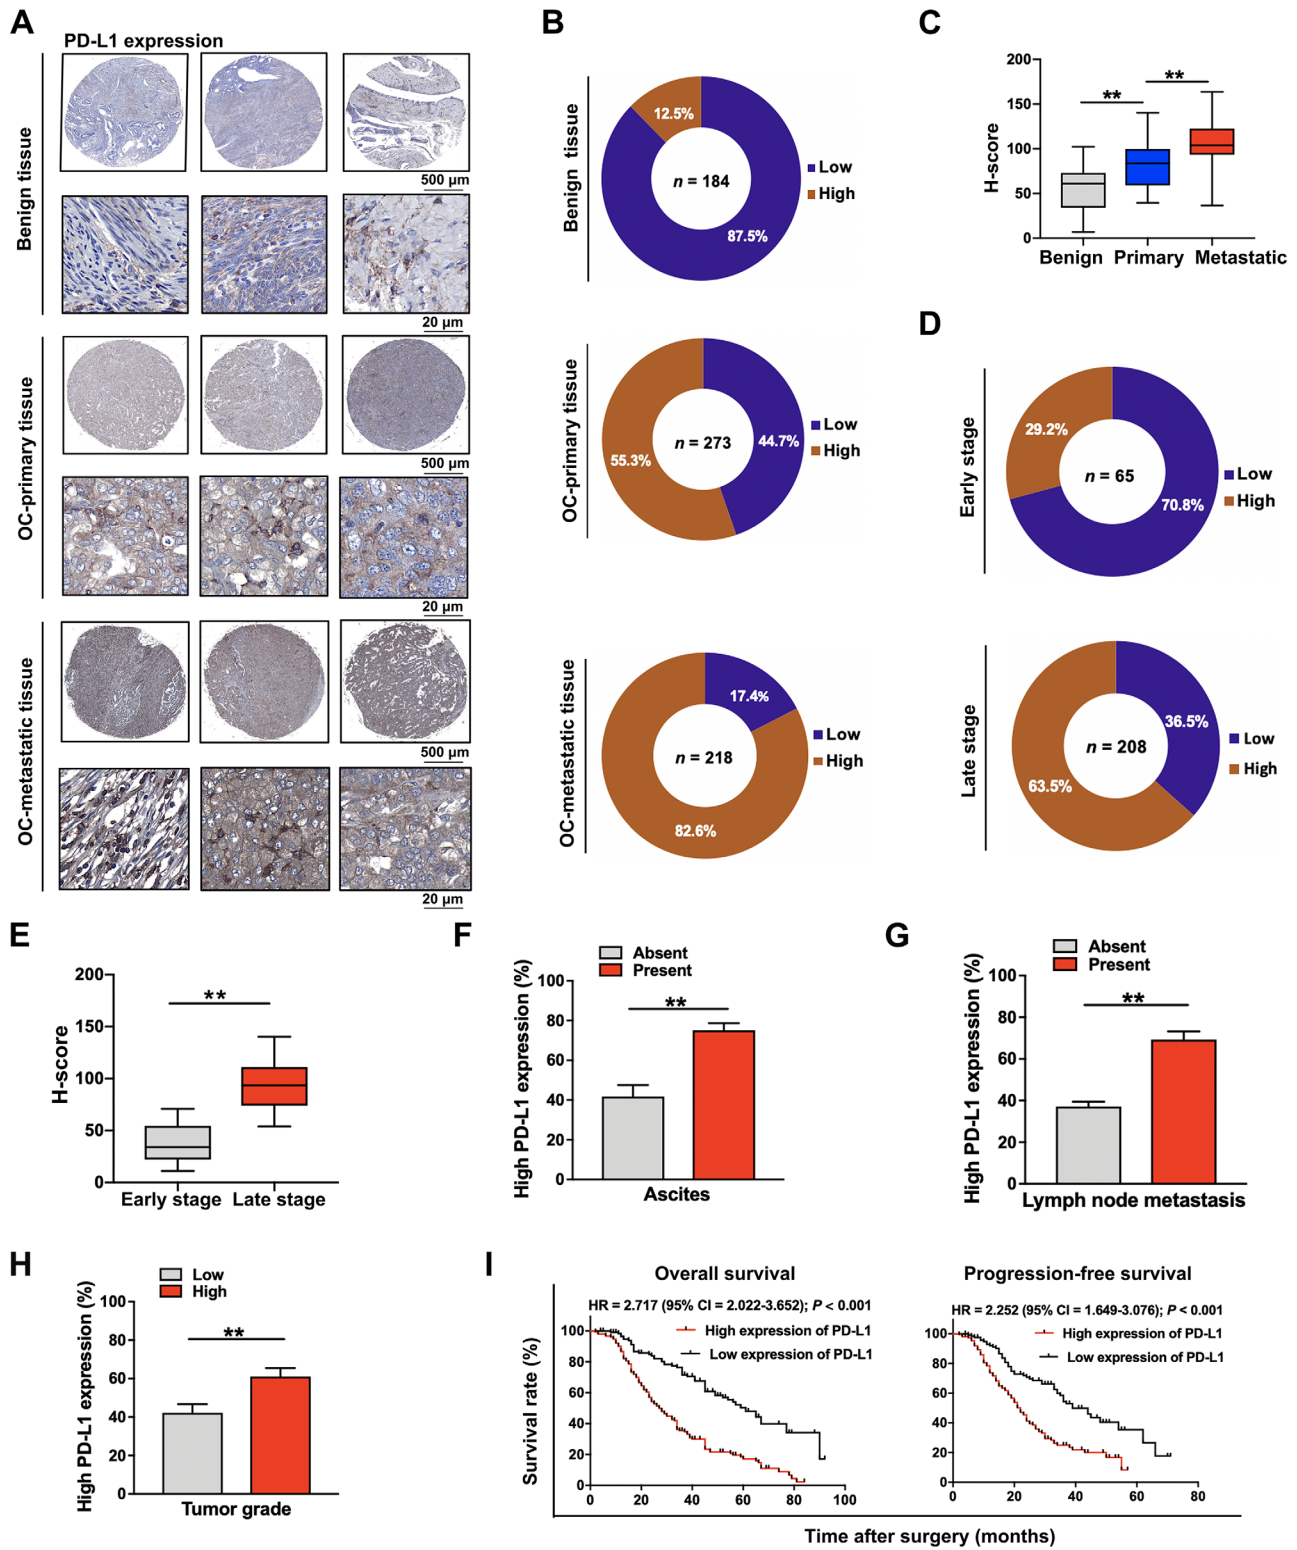 A
PD-L1 expression
Benign tissue
500 μm
20 μm
OC-primary tissue
500 μm
20 μm
OC-metastatic tissue
500 μm
20 μm
B
Benign tissue
12.5%
n = 184
87.5%
Low
High
OC-primary tissue
55.3%
n = 273
44.7%
Low
High
OC-metastatic tissue
17.4%
n = 218
82.6%
Low
High
C
H-score
200
150
100
50
0
**
**
Benign Primary Metastatic
D
Early stage
29.2%
n = 65
70.8%
Low
High
Late stage
36.5%
n = 208
63.5%
Low
High
E
H-score
200
150
100
50
0
**
Early stage Late stage
F
Absent
Present
High PD-L1 expression (%)
100
80
60
40
20
0
**
Ascites
G
Absent
Present
High PD-L1 expression (%)
100
80
60
40
20
0
**
Lymph node metastasis
H
Low
High
High PD-L1 expression (%)
100
80
60
40
20
0
**
Tumor grade
I
Overall survival
HR = 2.717 (95% CI = 2.022-3.652); P < 0.001
High expression of PD-L1
Low expression of PD-L1
Survival rate (%)
100
80
60
40
20
0
0 20 40 60 80 100
Progression-free survival
HR = 2.252 (95% CI = 1.649-3.076); P < 0.001
High expression of PD-L1
Low expression of PD-L1
100
80
60
40
20
0
0 20 40 60 80
Time after surgery (months)